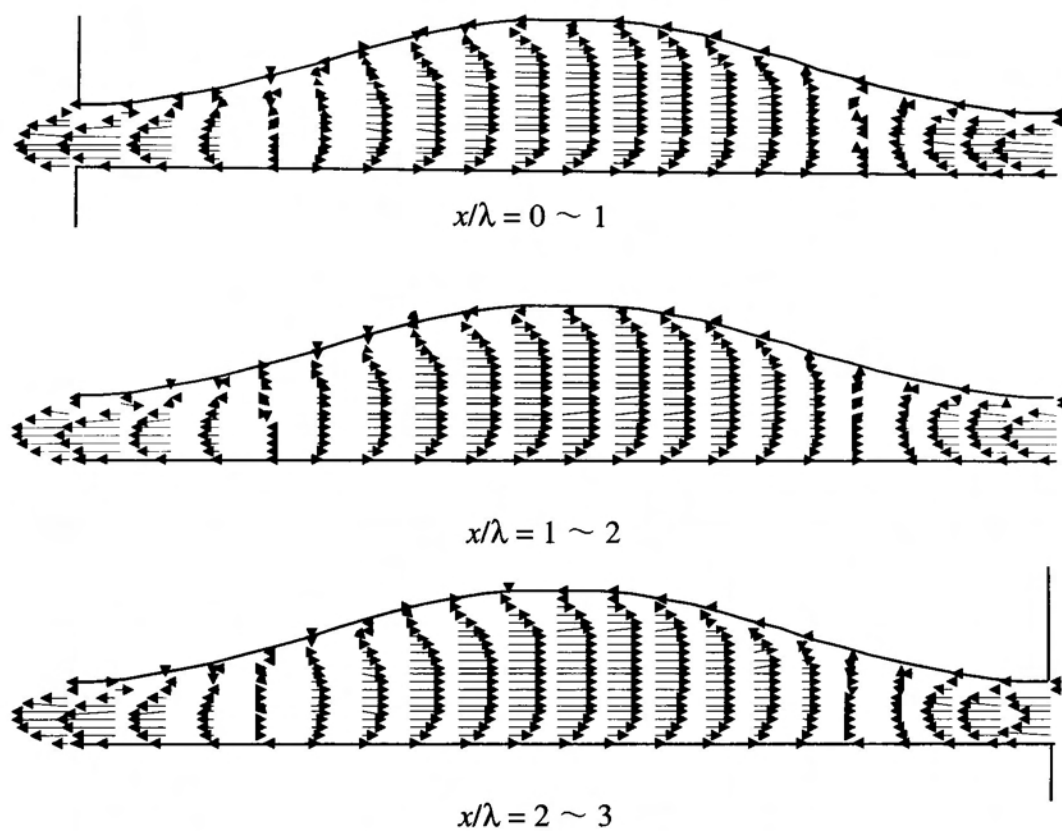 x/λ = 0 ~ 1
x/λ = 1 ~ 2
x/λ = 2 ~ 3